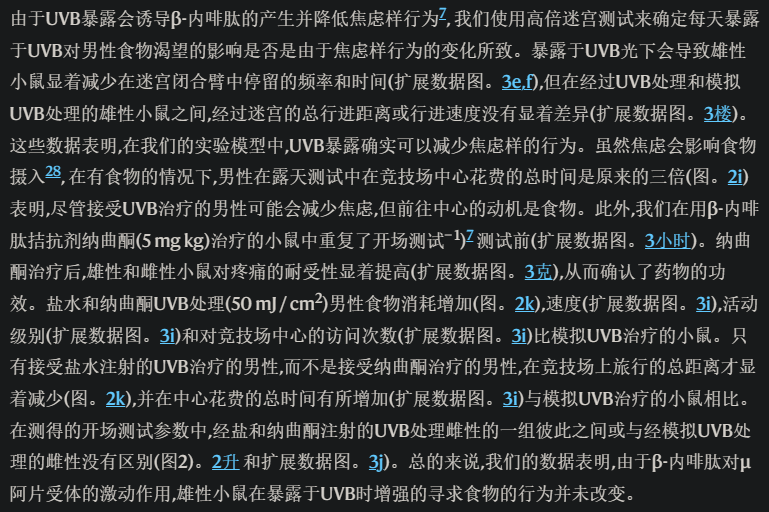 由于UVB暴露会诱导β-内啡肽的产生并降低焦虑样行为7, 我们使用高倍迷宫测试来确定每天暴露
于UVB对男性食物渴望的影响是否是由于焦虑样行为的变化所致。暴露于UVB光下会导致雄性
小鼠显着减少在迷宫闭合臂中停留的频率和时间(扩展数据图。3e,f),但在经过UVB处理和模拟
UVB处理的雄性小鼠之间,经过迷宫的总行进距离或行进速度没有显着差异(扩展数据图。3楼)。
这些数据表明,在我们的实验模型中,UVB暴露确实可以减少焦虑样的行为。虽然焦虑会影响食物
摄入28, 在有食物的情况下,男性在露天测试中在竞技场中心花费的总时间是原来的三倍(图。2i)
表明,尽管接受UVB治疗的男性可能会减少焦虑,但前往中心的动机是食物。此外,我们在用β-内啡
肽拮抗剂纳曲酮(5 mg kg)治疗的小鼠中重复了开场测试−1)7 测试前(扩展数据图。3小时)。纳曲
酮治疗后,雄性和雌性小鼠对疼痛的耐受性显着提高(扩展数据图。3克),从而确认了药物的功
效。盐水和纳曲酮UVB处理(50 mJ / cm2)男性食物消耗增加(图。2k),速度(扩展数据图。3i),活动
级别(扩展数据图。3i)和对竞技场中心的访问次数(扩展数据图。3i)比模拟UVB治疗的小鼠。只
有接受盐水注射的UVB治疗的男性,而不是接受纳曲酮治疗的男性,在竞技场上旅行的总距离才显
着减少(图。2k),并在中心花费的总时间有所增加(扩展数据图。3i)与模拟UVB治疗的小鼠相比。
在测得的开场测试参数中,经盐和纳曲酮注射的UVB处理雌性的一组彼此之间或与经模拟UVB处
理的雌性没有区别(图2)。2升 和扩展数据图。3j)。总的来说,我们的数据表明,由于β-内啡肽对μ
阿片受体的激动作用,雄性小鼠在暴露于UVB时增强的寻求食物的行为并未改变。